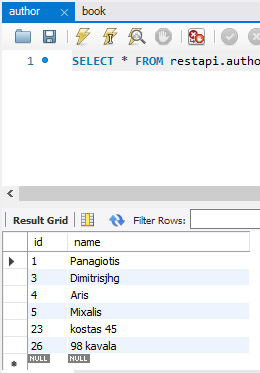 author × book
1 SELECT * FROM restapi.autho
Result Grid Filter Rows:
id name
1 Panagiotis
3 Dimitrisjhg
4 Aris
5 Mixalis
23 kostas 45
26 98 kavala
NULL NULL